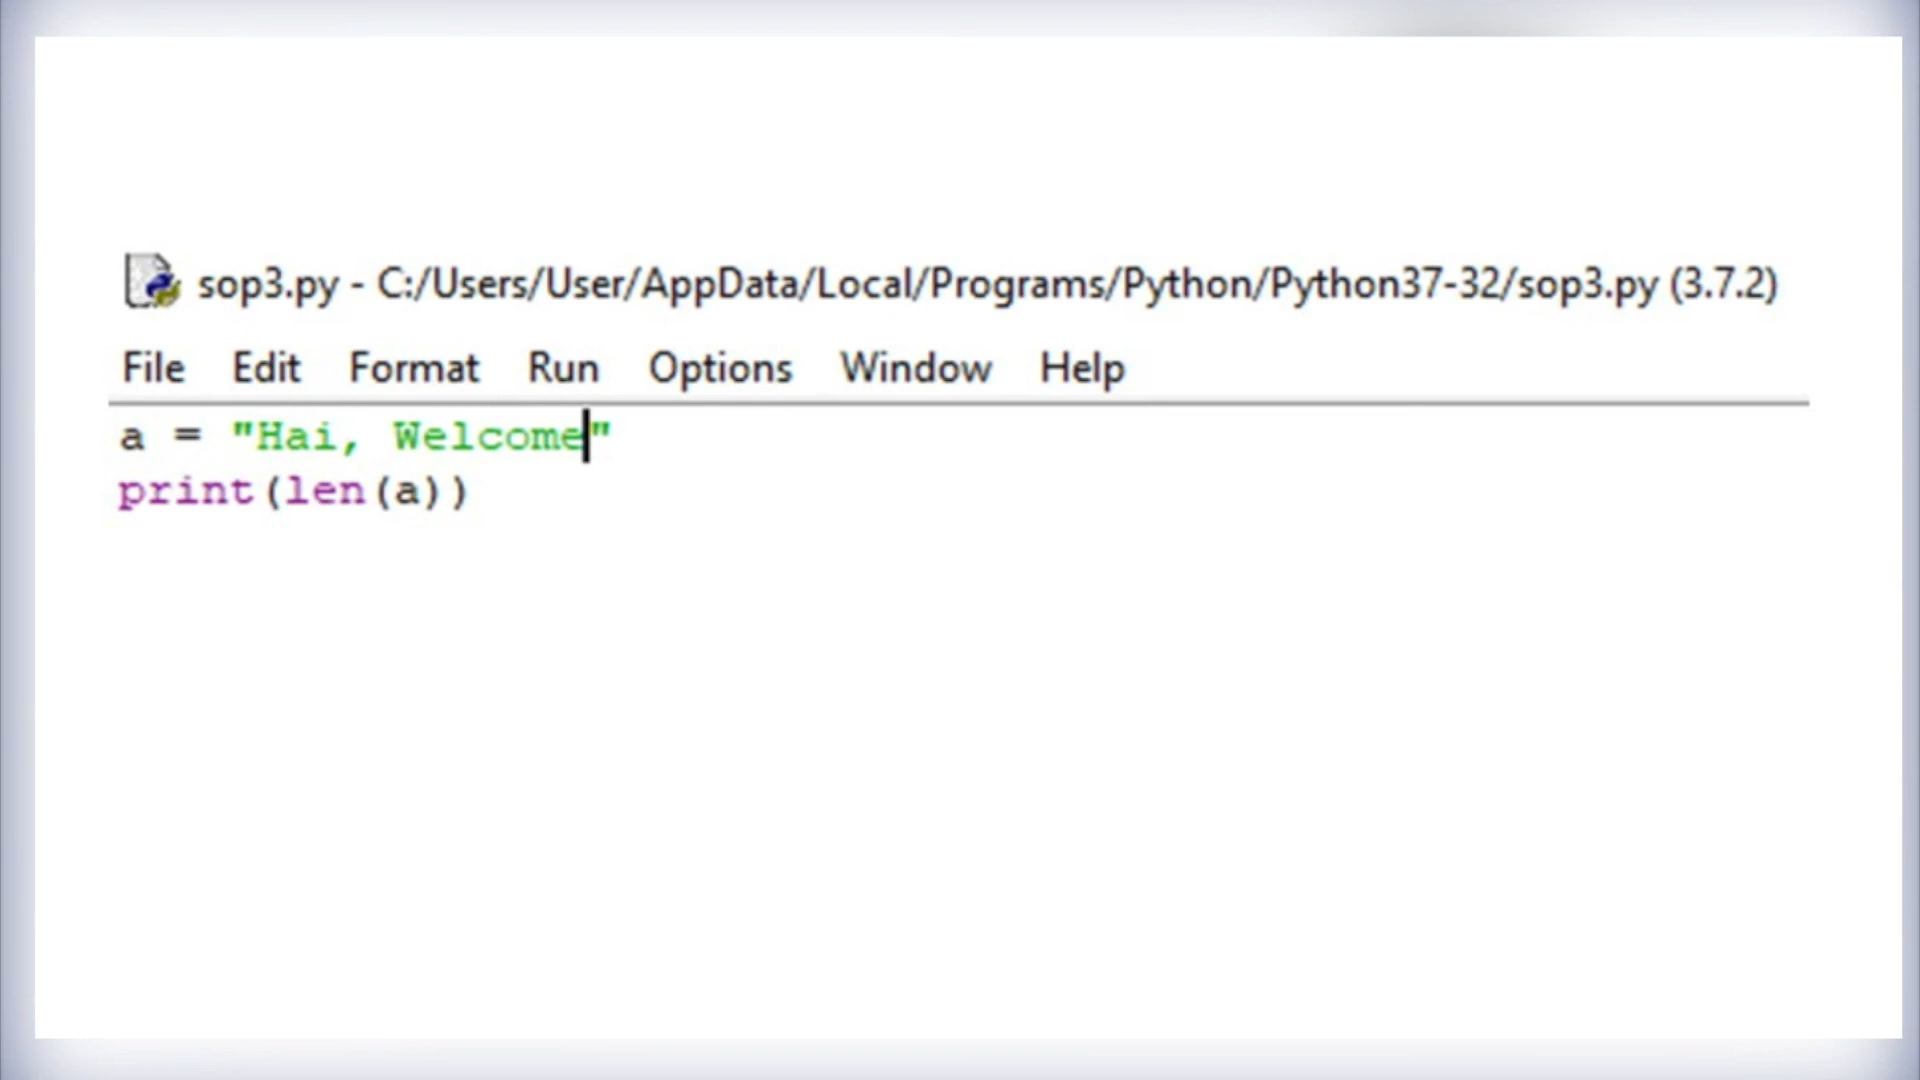 sop3.py - C:/Users/User/AppData/Local/Programs/Python/Python37-32/sop3.py (3.7.2)
File Edit Format Run Options Window Help
a = "Hai, Welcome"
print(len(a))